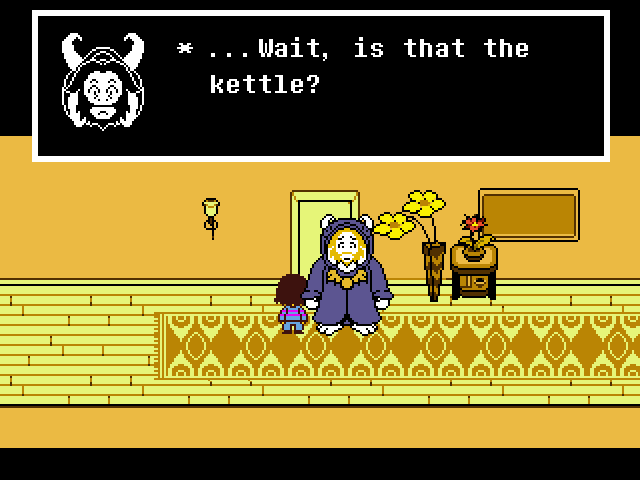 * ...Wait, is that the
kettle?